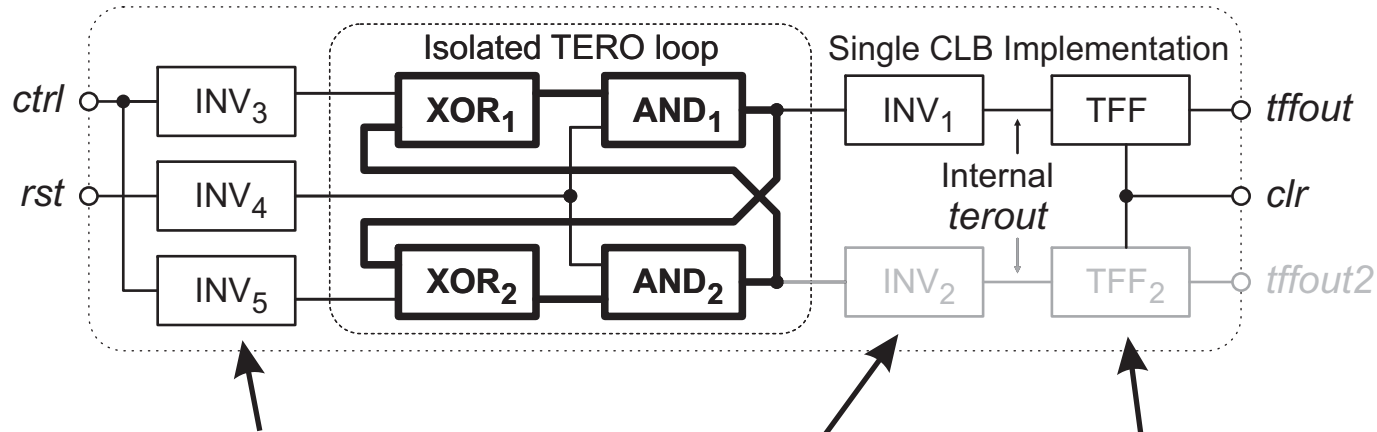 Isolated TERO loop
Single CLB Implementation
ctrl
INV3
XOR1
AND1
INV1
TFF
tffout
rst
INV4
Internal
terout
clr
INV5
XOR2
AND2
INV2
TFF2
tffout2